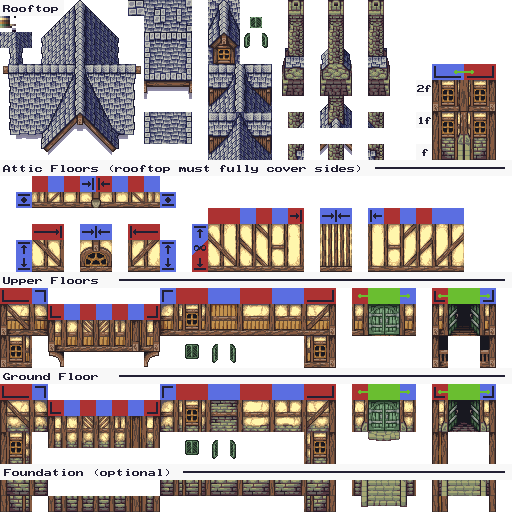 Rooftop
2f
1f
f
Attic Floors (rooftop must fully cover sides)
Upper Floors
Ground Floor
Foundation (optional)